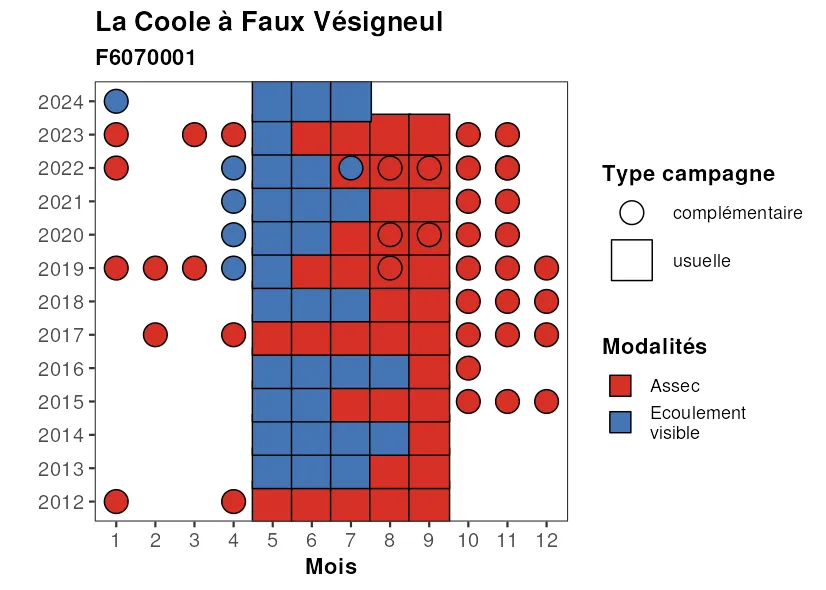 La Coole à Faux Vésigneul
F6070001
2024
2023
2022
2021
2020
2019
2018
2017
2016
2015
2014
2013
2012
1 2 3 4 5 6 7 8 9 10 11 12
Mois
Type campagne
complémentaire
usuelle
Modalités
Assec
Ecoulement
visible